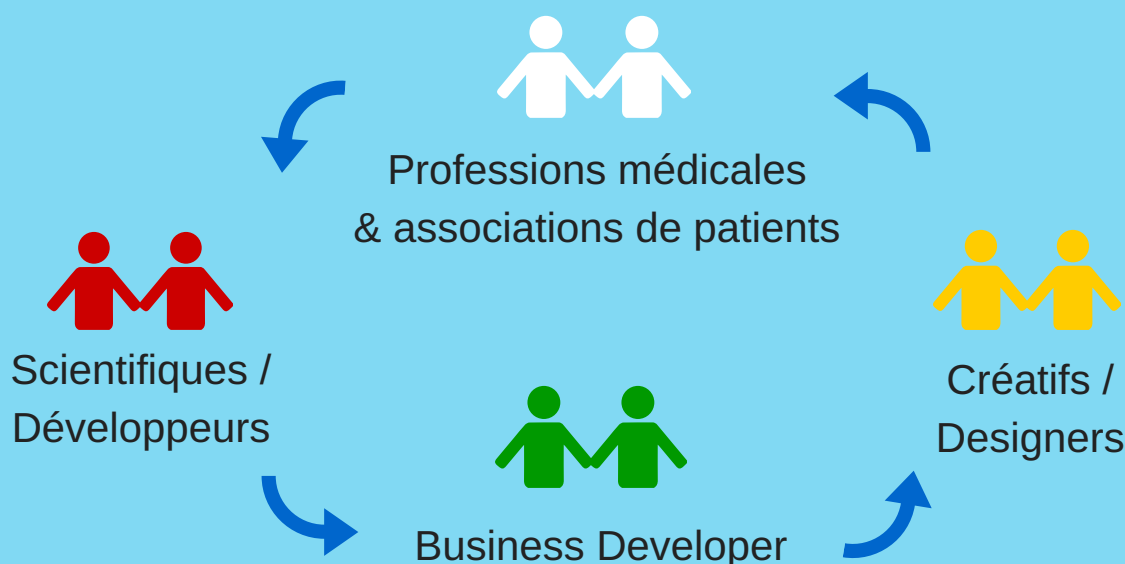 Professions médicales
& associations de patients
Scientifiques /
Développeurs
Créatifs /
Designers
Business Developer